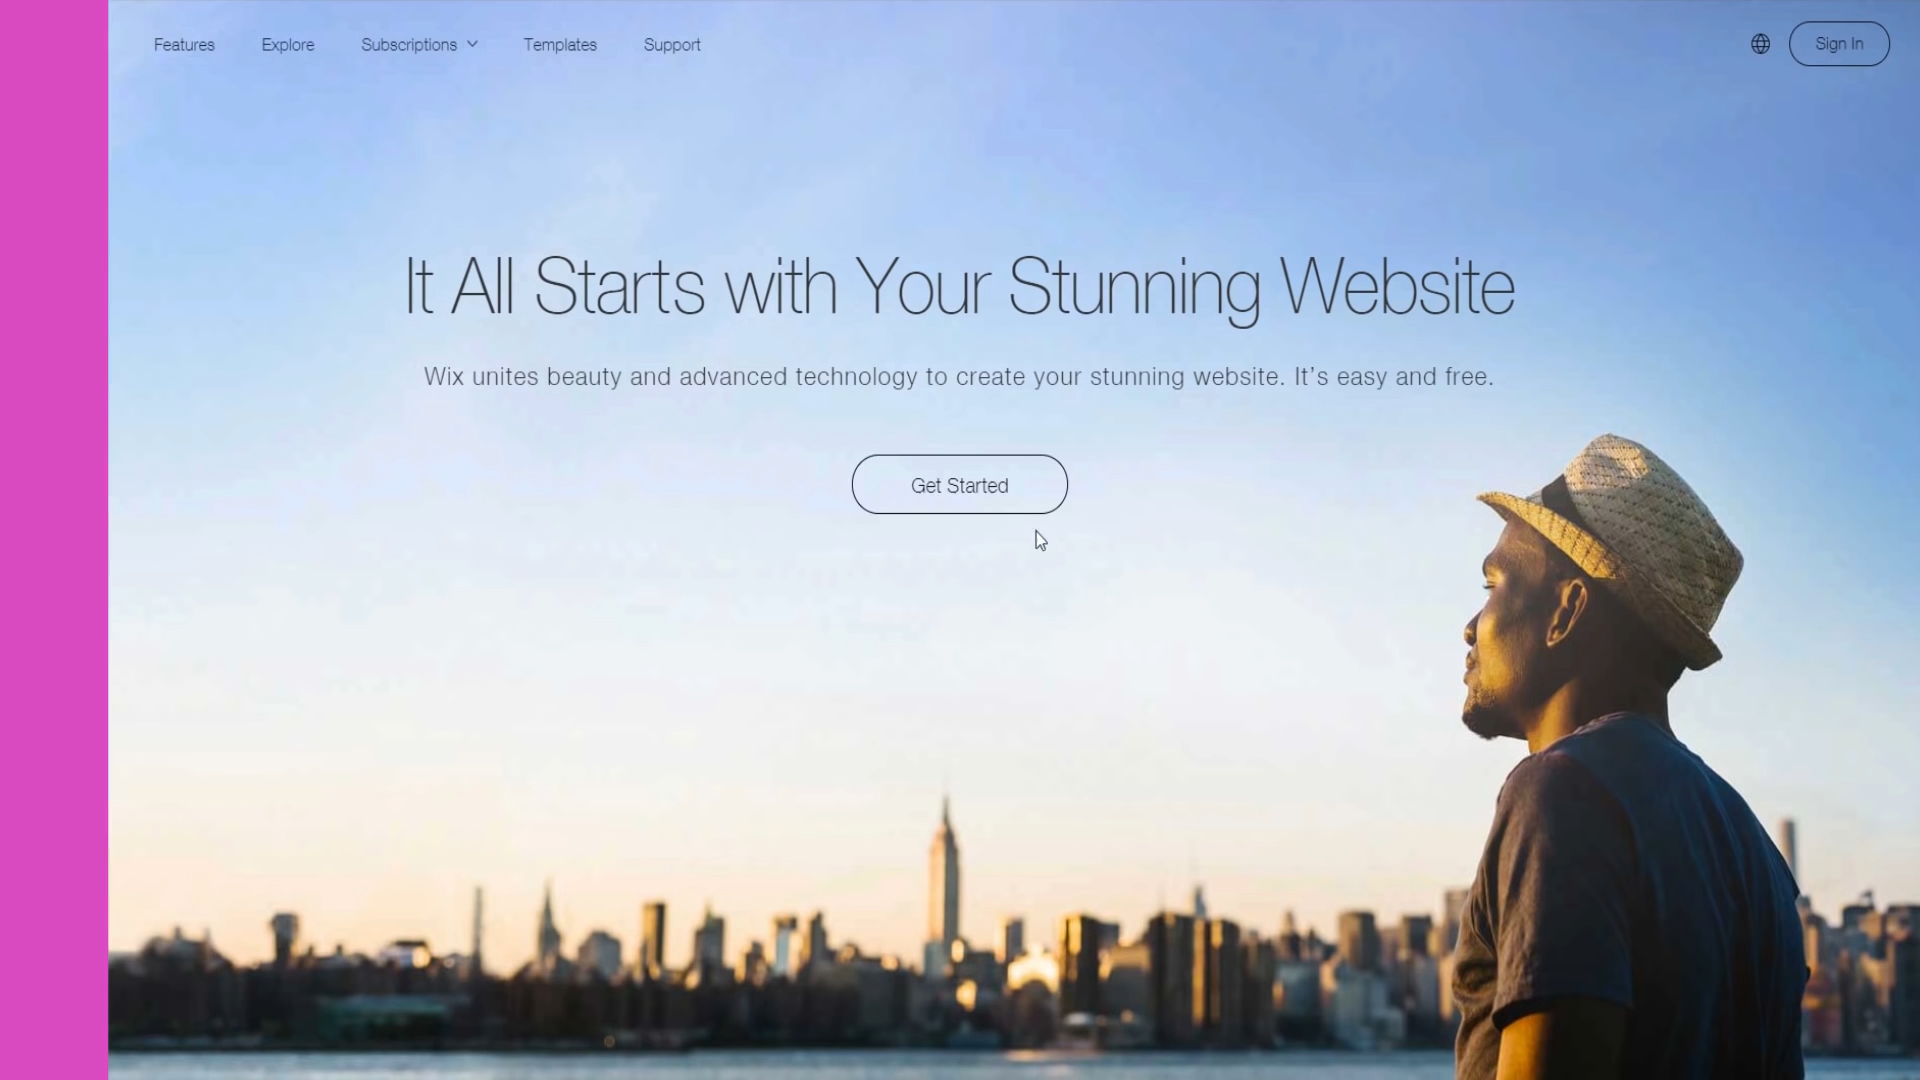 Features
Explore
Subscriptions
Templates
Support
Sign In
It All Starts with Your Stunning Website
Wix unites beauty and advanced technology to create your stunning website. It's easy and free.
Get Started